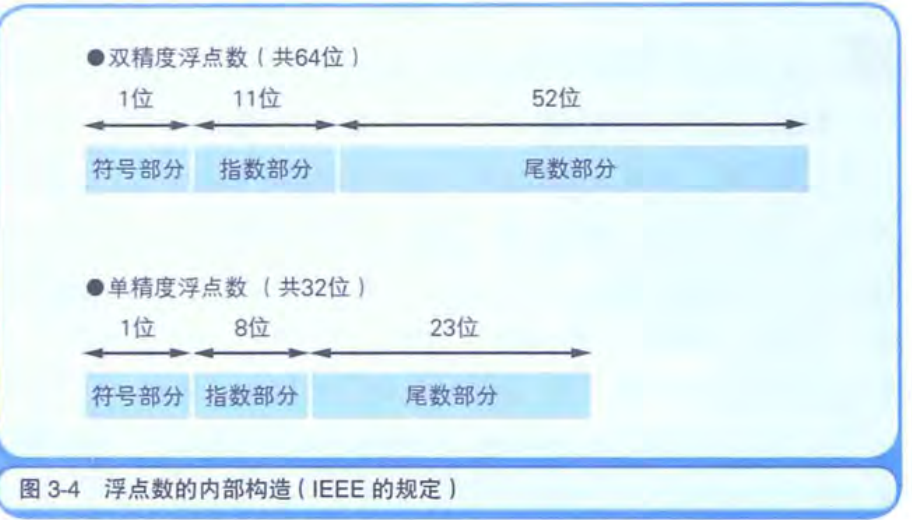 ●双精度浮点数（共64位）
1位 11位 52位
符号部分 指数部分 尾数部分
●单精度浮点数（共32位）
1位 8位 23位
符号部分 指数部分 尾数部分
图 3-4 浮点数的内部构造（IEEE 的规定）